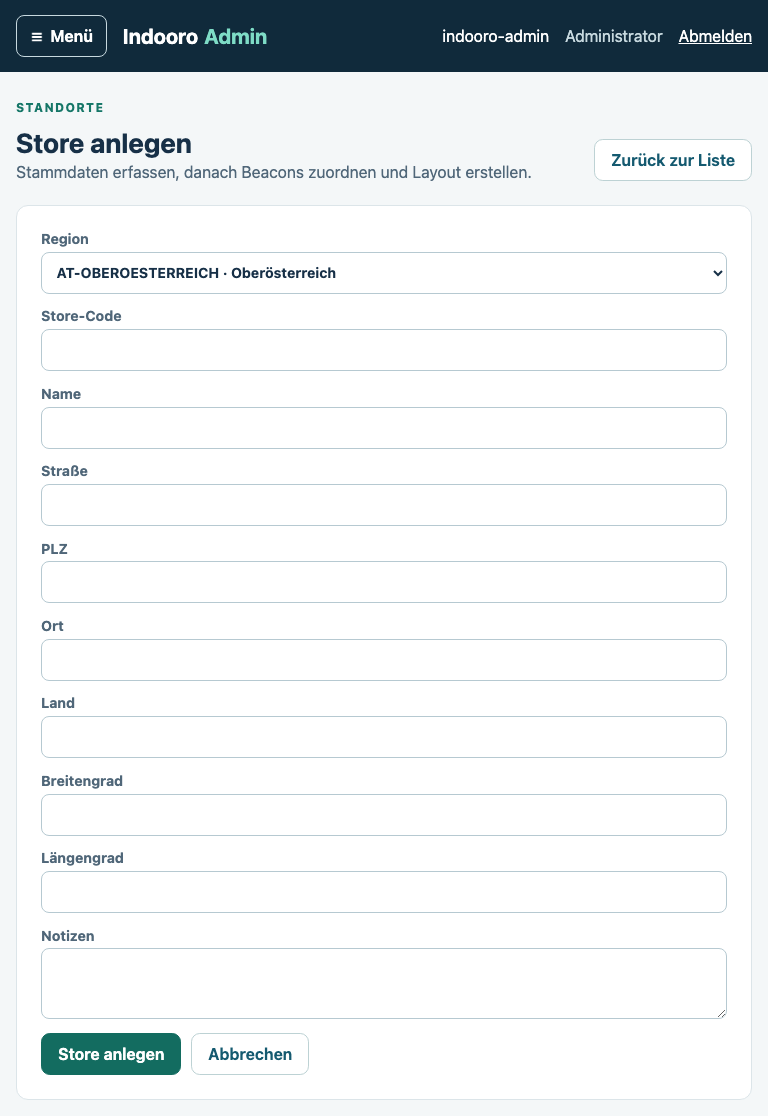 ≡ Menü
Indooro Admin
indooro-admin
Administrator
Abmelden
STANDORTE
Store anlegen
Stammdaten erfassen, danach Beacons zuordnen und Layout erstellen.
Zurück zur Liste
Region
AT-OBEROESTERREICH · Oberösterreich
Store-Code
Name
Straße
PLZ
Ort
Land
Breitengrad
Längengrad
Notizen
Store anlegen
Abbrechen